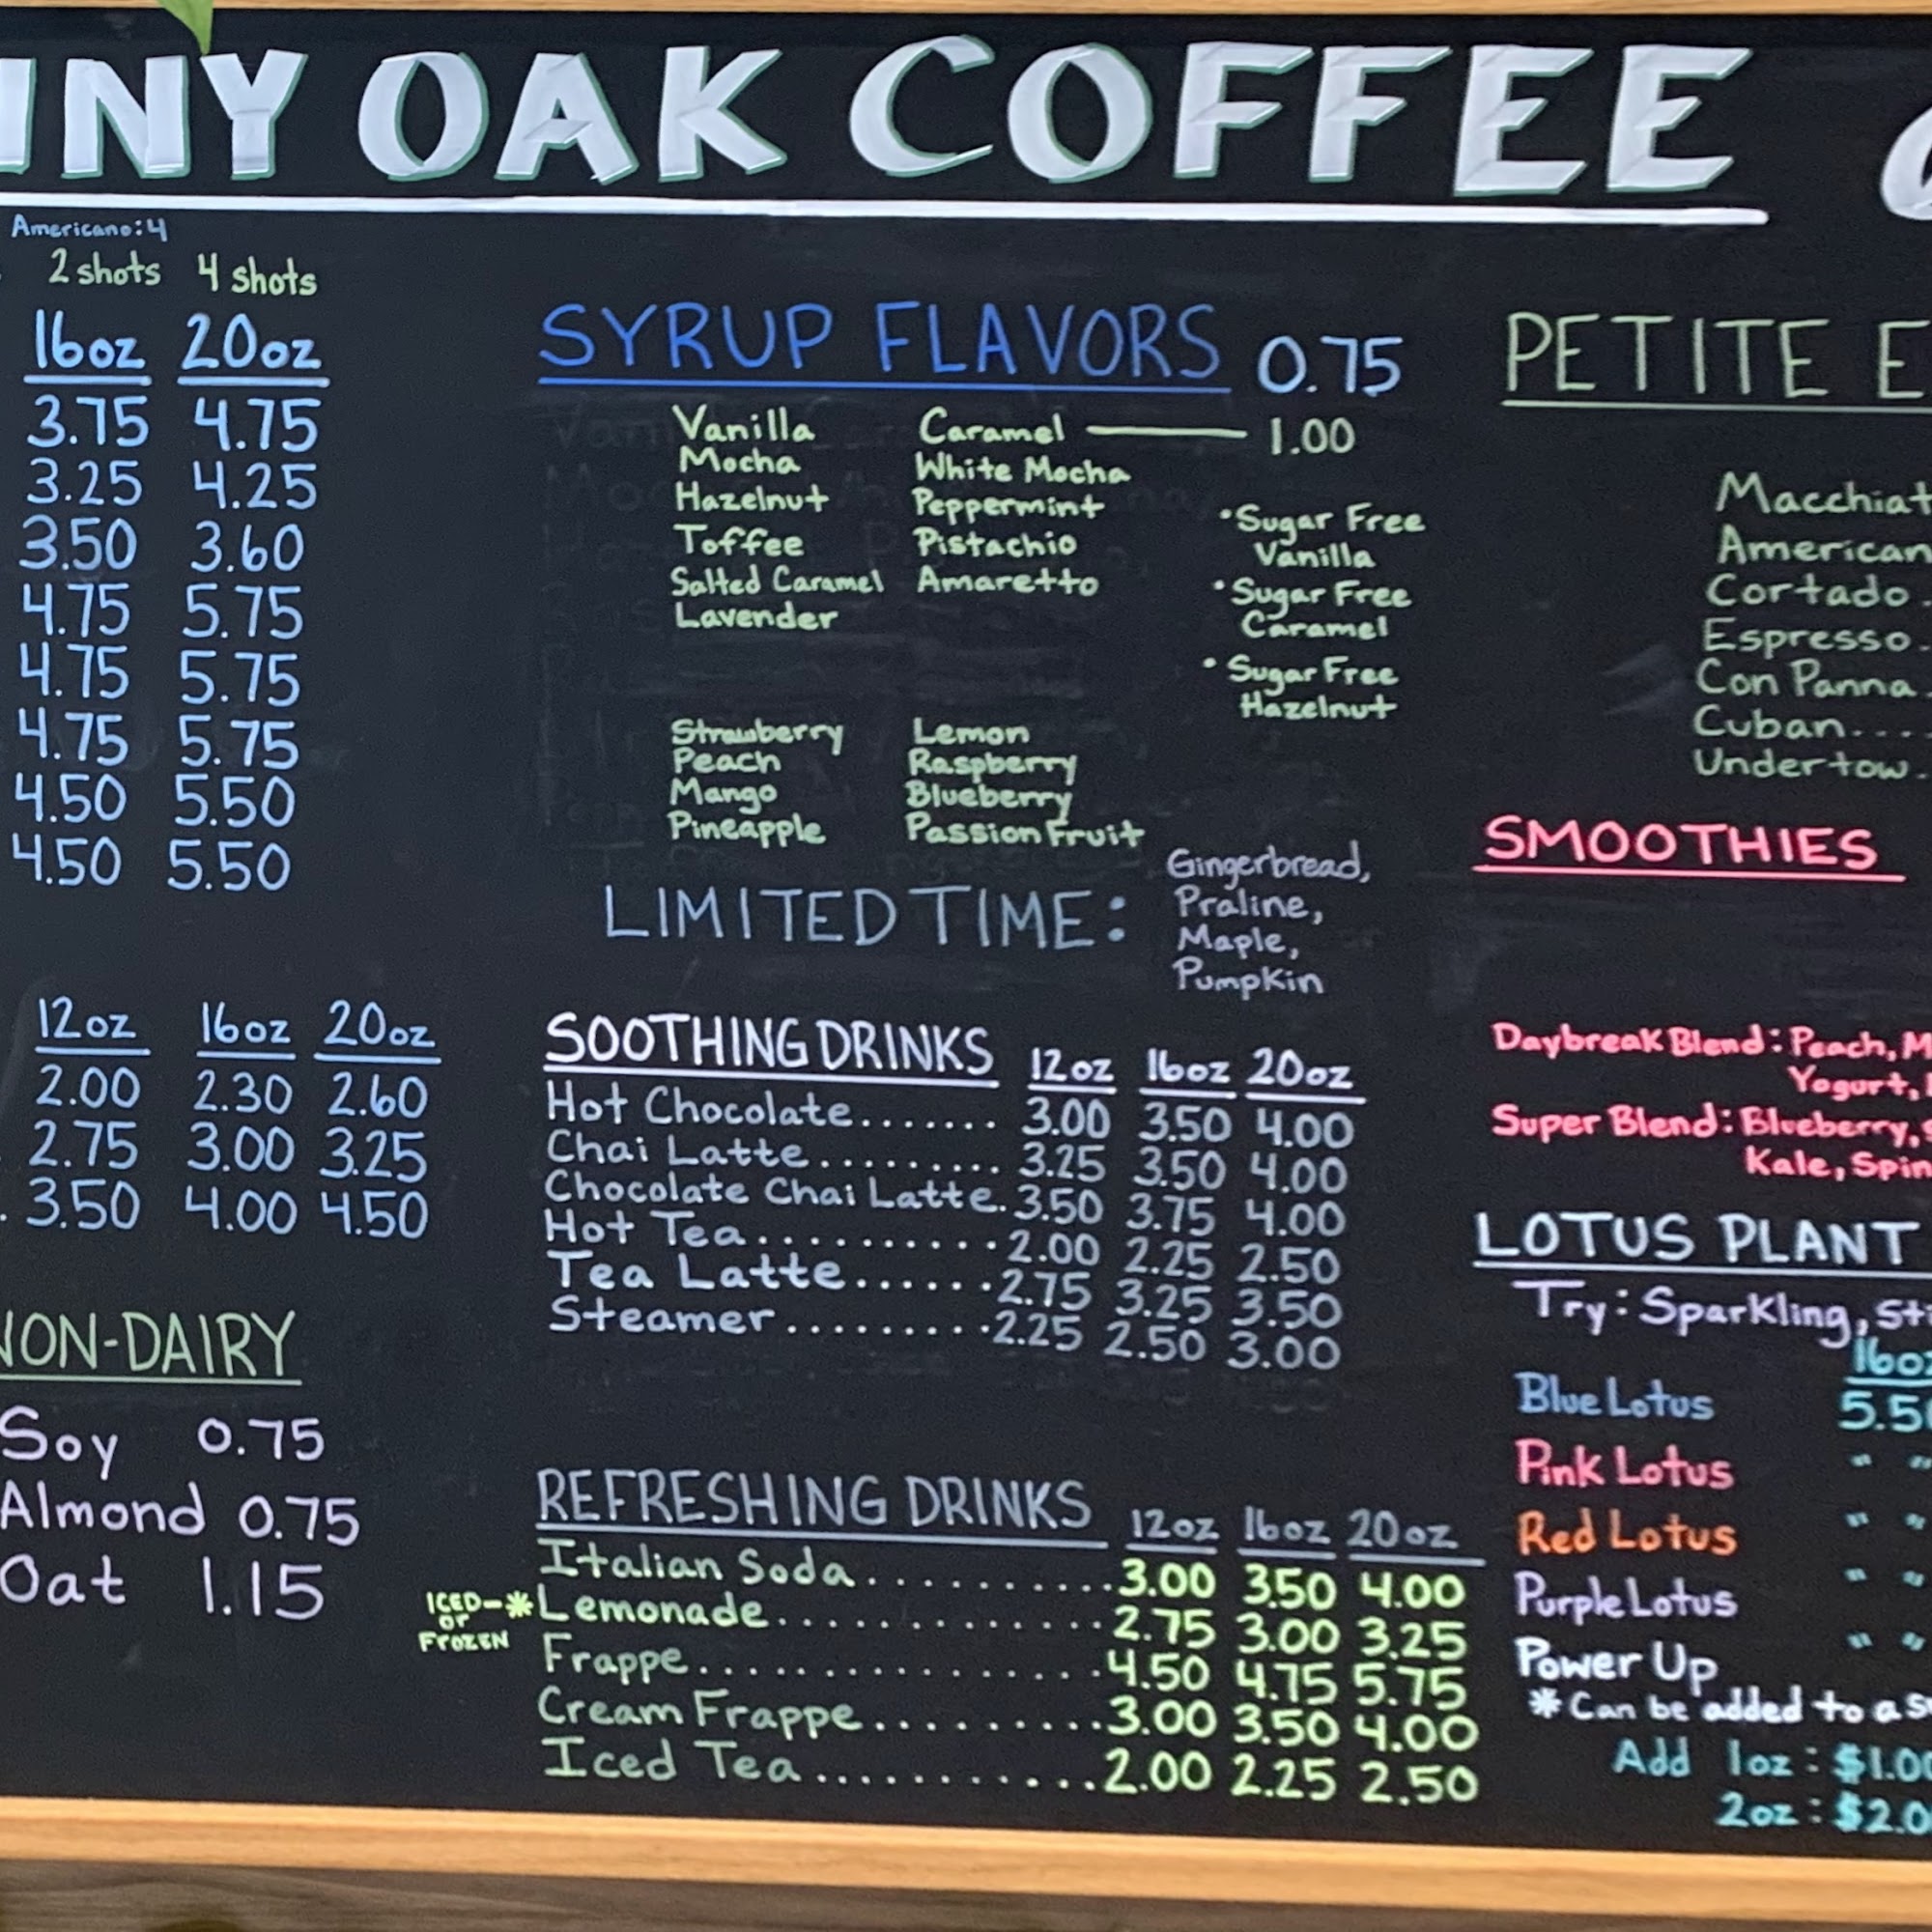 NY OAK COFFEE
Americano: 4
2 shots 4 shots
16oz 20oz
3.75 4.75
3.25 4.25
3.50 3.60
4.75 5.75
4.75 5.75
4.75 5.75
4.50 5.50
4.50 5.50
12oz 16oz 20oz
2.00 2.30 2.60
2.75 3.00 3.25
. 3.50 4.00 4.50
NON-DAIRY
Soy 0.75
Almond 0.75
Oat 1.15
SYRUP FLAVORS 0.75
Vanilla Caramel 1.00
Mocha White Mocha
Hazelnut Peppermint
Toffee Pistachio
Salted Caramel Amaretto
Lavender
•Sugar Free
Vanilla
•Sugar Free
Caramel
•Sugar Free
Hazelnut
Strawberry Lemon
Peach Raspberry
Mango Blueberry
Pineapple Passion Fruit
LIMITED TIME: Gingerbread,
Praline,
Maple,
Pumpkin
SOOTHING DRINKS 12oz 16oz 20oz
Hot Chocolate....... 3.00 3.50 4.00
Chai Latte.......... 3.25 3.50 4.00
Chocolate Chai Latte. 3.50 3.75 4.00
Hot Tea........... 2.00 2.25 2.50
Tea Latte....... 2.75 3.25 3.50
Steamer......... 2.25 2.50 3.00
REFRESHING DRINKS 12oz 16oz 20oz
Italian Soda........... 3.00 3.50 4.00
ICED- *Lemonade.............. 2.75 3.00 3.25
or
FROZEN
Frappe................. 4.50 4.75 5.75
Cream Frappe.......... 3.00 3.50 4.00
Iced Tea............ 2.00 2.25 2.50
PETITE E
Macchiat
American
Cortado
Espresso.
Con Panna.
Cuban....
Undertow.
SMOOTHIES
Daybreak Blend: Peach, M
Yogurt,
Super Blend: Blueberry, S
Kale, Spin
LOTUS PLANT
Try: Sparkling, St
16oz
Blue Lotus 5.50
Pink Lotus " "
Red Lotus " "
Purple Lotus " "
Power Up " "
*Can be added to a S
Add 1oz: $1.00
2oz: $2.0